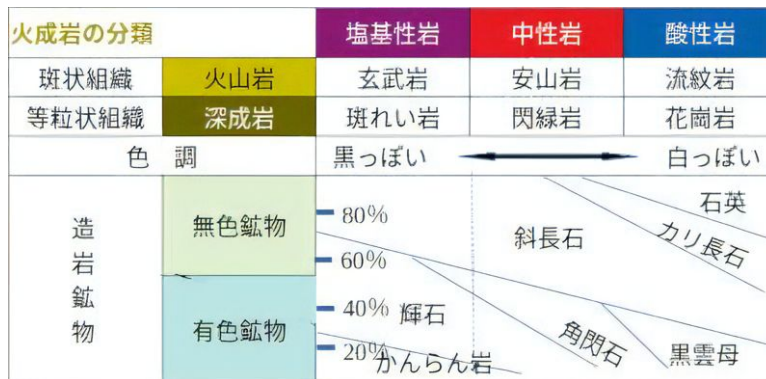 火成岩の分類 塩基性岩 中性岩 酸性岩
斑状組織 火山岩 玄武岩 安山岩 流紋岩
等粒状組織 深成岩 斑れい岩 閃緑岩 花崗岩
色 調 黒っぽい 白っぽい
造岩鉱物
無色鉱物
有色鉱物
80%
60%
40%
20%
石英
カリ長石
斜長石
輝石
角閃石
黒雲母
かんらん岩